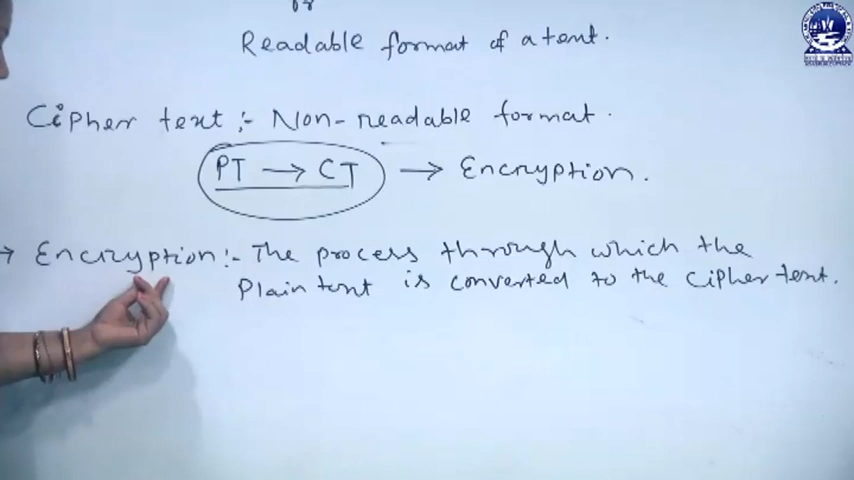 or
Readable format of a text.
Cipher text :- Non-readable format.
PT → CT → Encryption.
→ Encryption :- The process through which the
Plain text is converted to the cipher text.